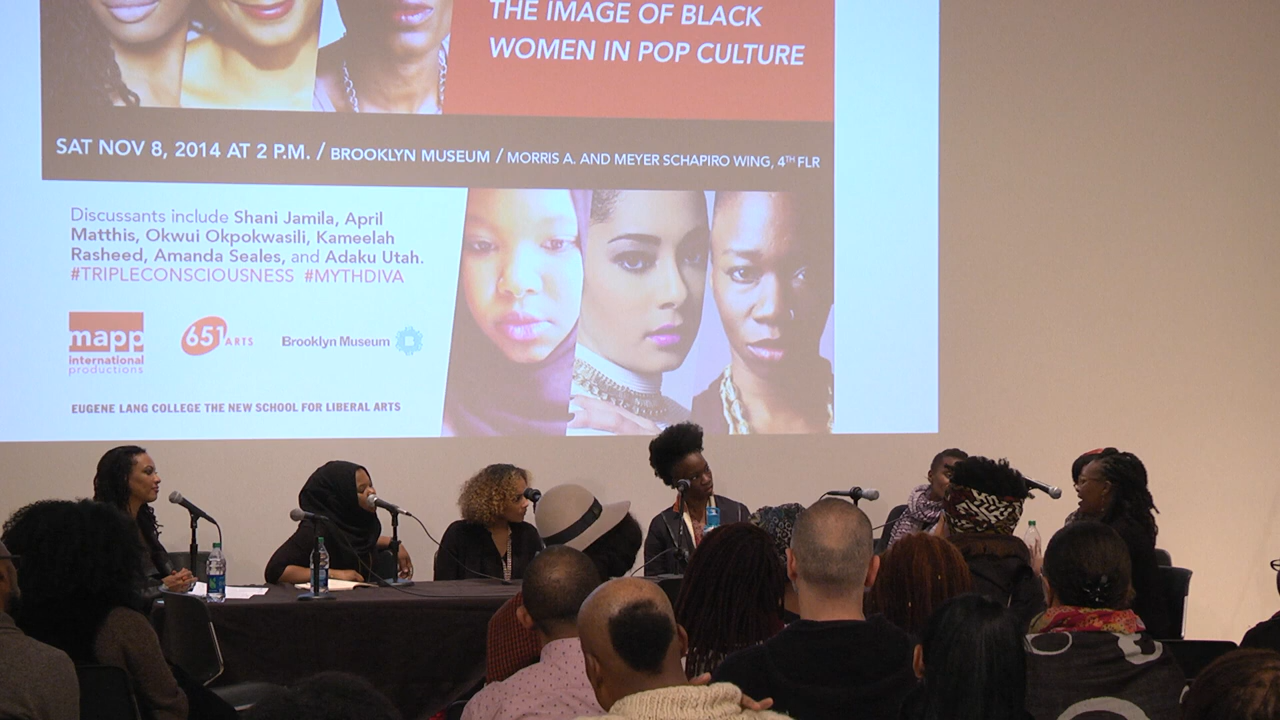 THE IMAGE OF BLACK
WOMEN IN POP CULTURE
SAT NOV 8, 2014 AT 2 P.M. / BROOKLYN MUSEUM / MORRIS A. AND MEYER SCHAPIRO WING, 4TH FLR
Discussants include Shani Jamila, April
Matthis, Okwui Okpokwasili, Kameelah
Rasheed, Amanda Seales, and Adaku Utah.
#TRIPLECONSCIOUSNESS #MYTHDIVA
mapp
international
productions
651 ARTS
Brooklyn Museum B
EUGENE LANG COLLEGE THE NEW SCHOOL FOR LIBERAL ARTS